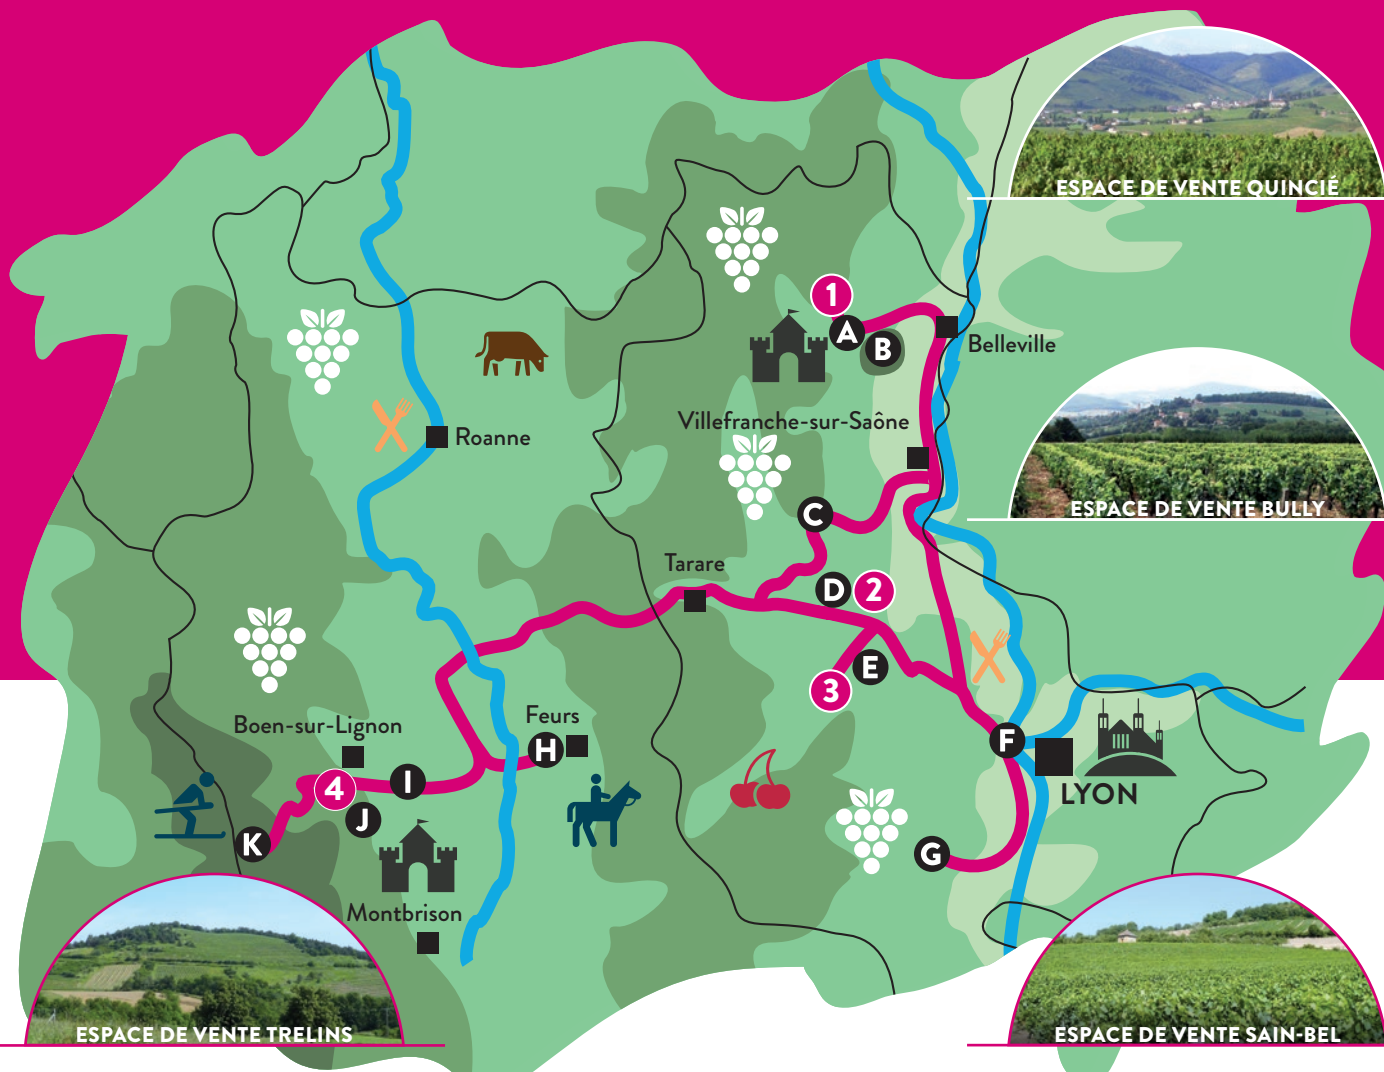 ESPACE DE VENTE QUINCIÉ
1
A
B
Belleville
Villefranche-sur-Saône
Roanne
ESPACE DE VENTE BULLY
C
Tarare
D
2
E
3
Boen-sur-Lignon
Feurs
H
F
LYON
4
I
J
K
G
Montbrison
ESPACE DE VENTE TRELINS
ESPACE DE VENTE SAIN-BEL